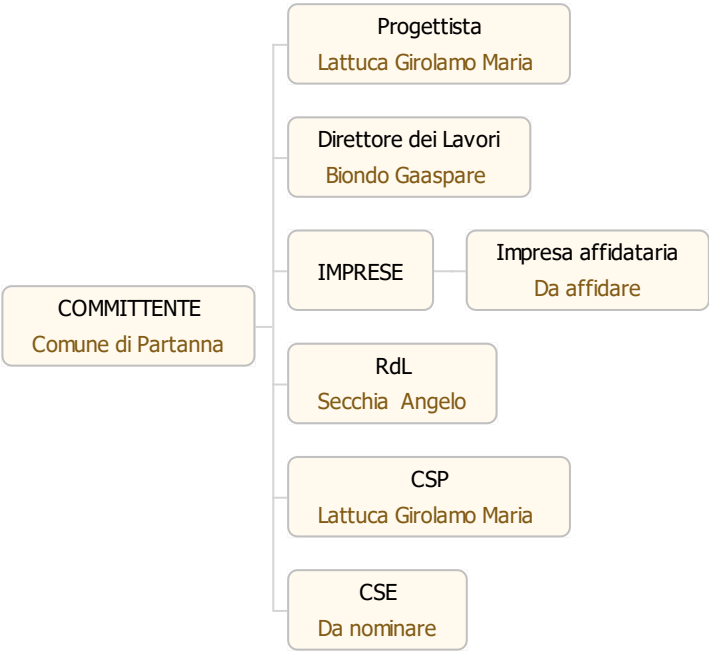 Progettista
Lattuca Girolamo Maria
Direttore dei Lavori
Biondo Gaaspare
IMPRESE
Impresa affidataria
Da affidare
COMMITTENTE
Comune di Partanna
RdL
Secchia Angelo
CSP
Lattuca Girolamo Maria
CSE
Da nominare